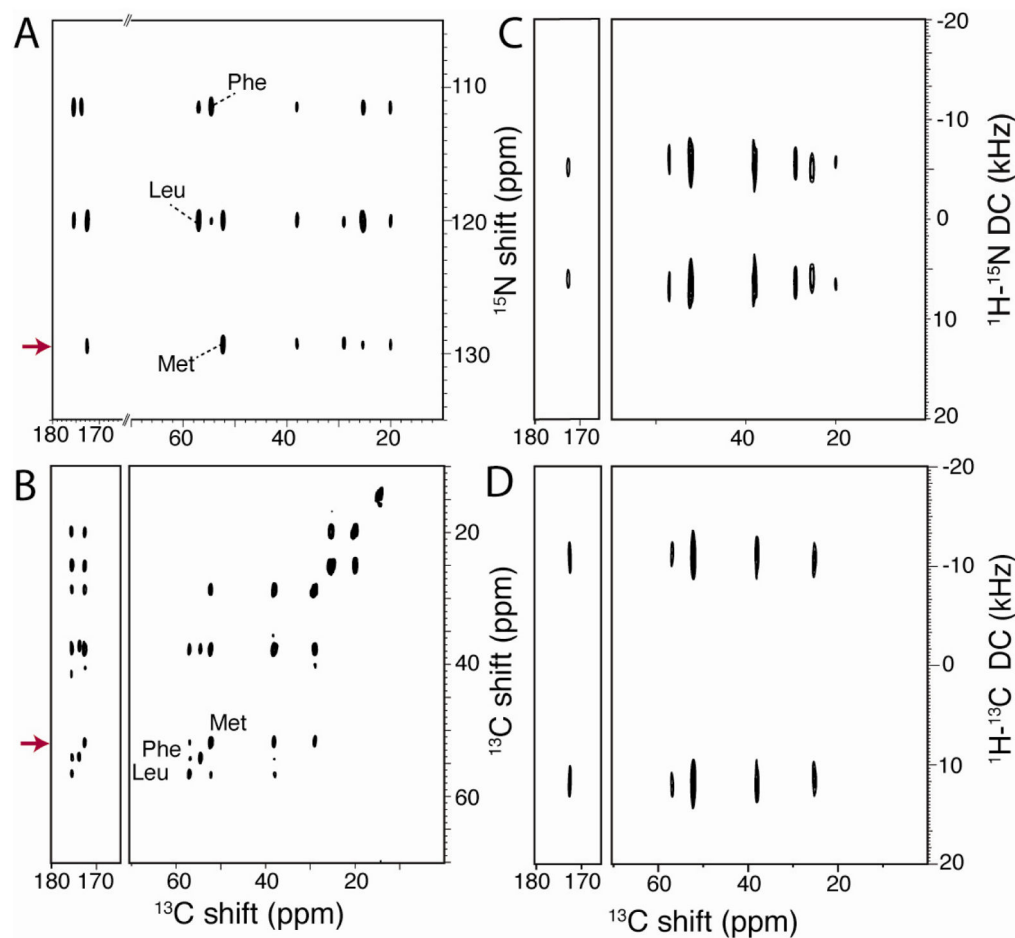 A
Phe
Leu
Met
110
120
130
¹⁵N shift (ppm)
180 170 60 40 20
C
-20
-10
0
10
20
¹H-¹⁵N DC (kHz)
180 170 40 20
B
Met
Phe
Leu
20
40
60
¹³C shift (ppm)
180 170 60 40 20
¹³C shift (ppm)
D
-20
-10
0
10
20
¹H-¹³C DC (kHz)
180 170 60 40 20
¹³C shift (ppm)